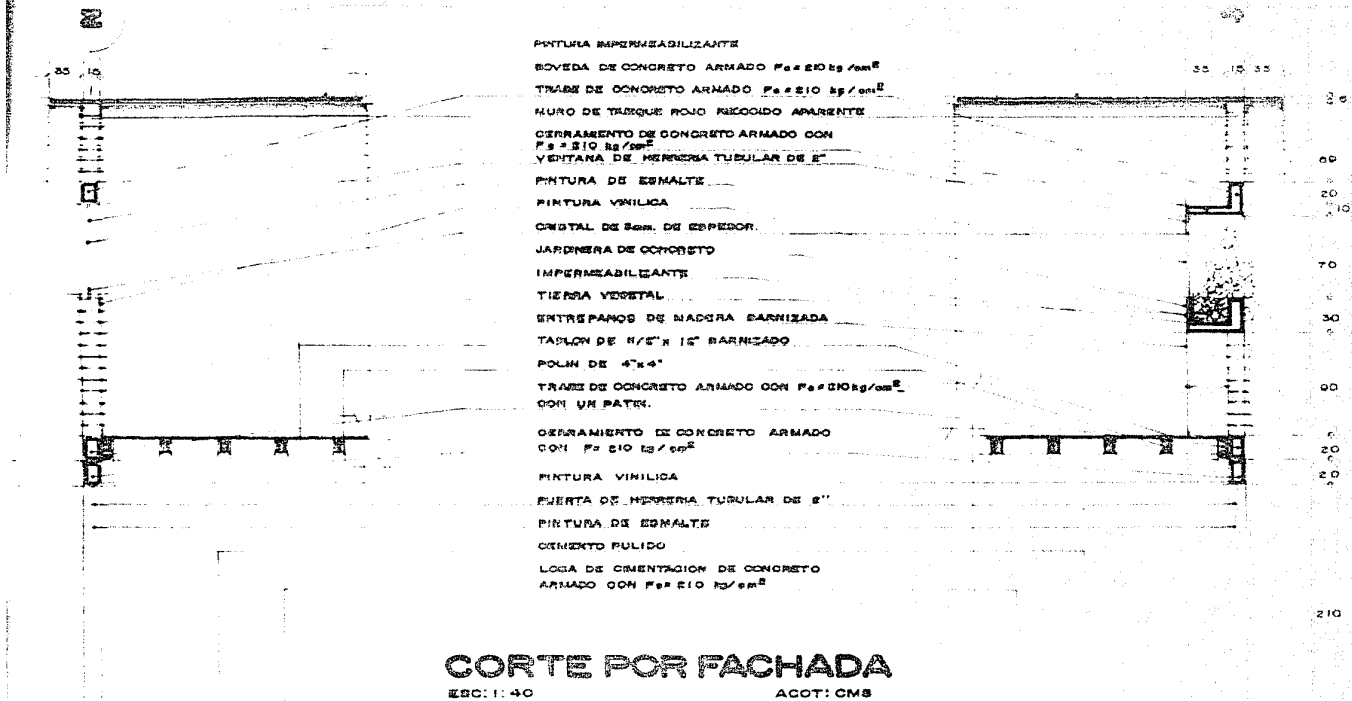 35 15
35 15 35
PINTURA IMPERMEABILIZANTE
BOVEDA DE CONCRETO ARMADO F'c=210 kg/cm²
TRABE DE CONCRETO ARMADO F'c=210 kg/cm²
MURO DE TABIQUE ROJO RECOCIDO APARENTE
CERRAMIENTO DE CONCRETO ARMADO CON
F'c=210 kg/cm²
VENTANA DE HERRERIA TUBULAR DE 2"
PINTURA DE ESMALTE
PINTURA VINILICA
CRISTAL DE DE ESPESOR.
JARDINERA DE CONCRETO
IMPERMEABILIZANTE
TIERRA VEGETAL
ENTREPAÑOS DE MADERA BARNIZADA
TABLON DE BARNIZADO
POLIN DE 4"x4"
TRABE DE CONCRETO ARMADO CON F'c=210kg/cm²
CON UN PATIN.
CERRAMIENTO DE CONCRETO ARMADO
CON F'c 210 kg/cm²
PINTURA VINILICA
PUERTA DE HERRERIA TUBULAR DE 2"
PINTURA DE ESMALTE
CEMENTO PULIDO
LOSA DE CIMENTACION DE CONCRETO
ARMADO CON F'c=210 kg/cm²
20
10
70
30
90
20
20
210
CORTE POR FACHADA
ESC: 1:40 ACOT: CMS